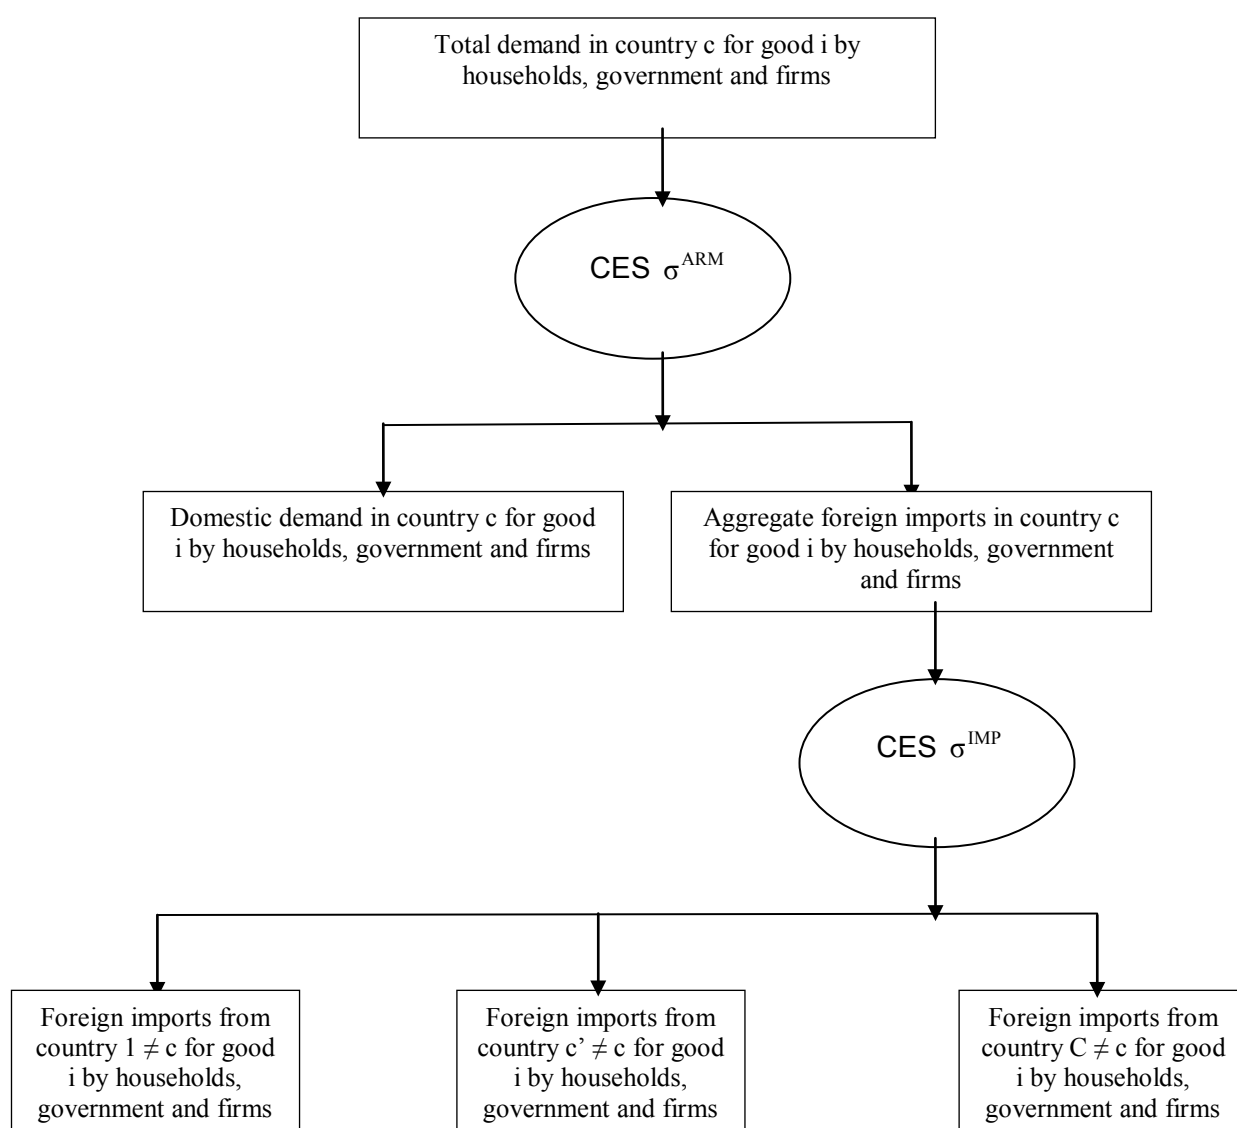 Total demand in country c for good i by
households, government and firms
CES σ^ARM
Domestic demand in country c for good
i by households, government and firms
Aggregate foreign imports in country c
for good i by households, government
and firms
CES σ^IMP
Foreign imports from
country 1 ≠ c for good
i by households,
government and firms
Foreign imports from
country c’ ≠ c for good
i by households,
government and firms
Foreign imports from
country C ≠ c for good
i by households,
government and firms